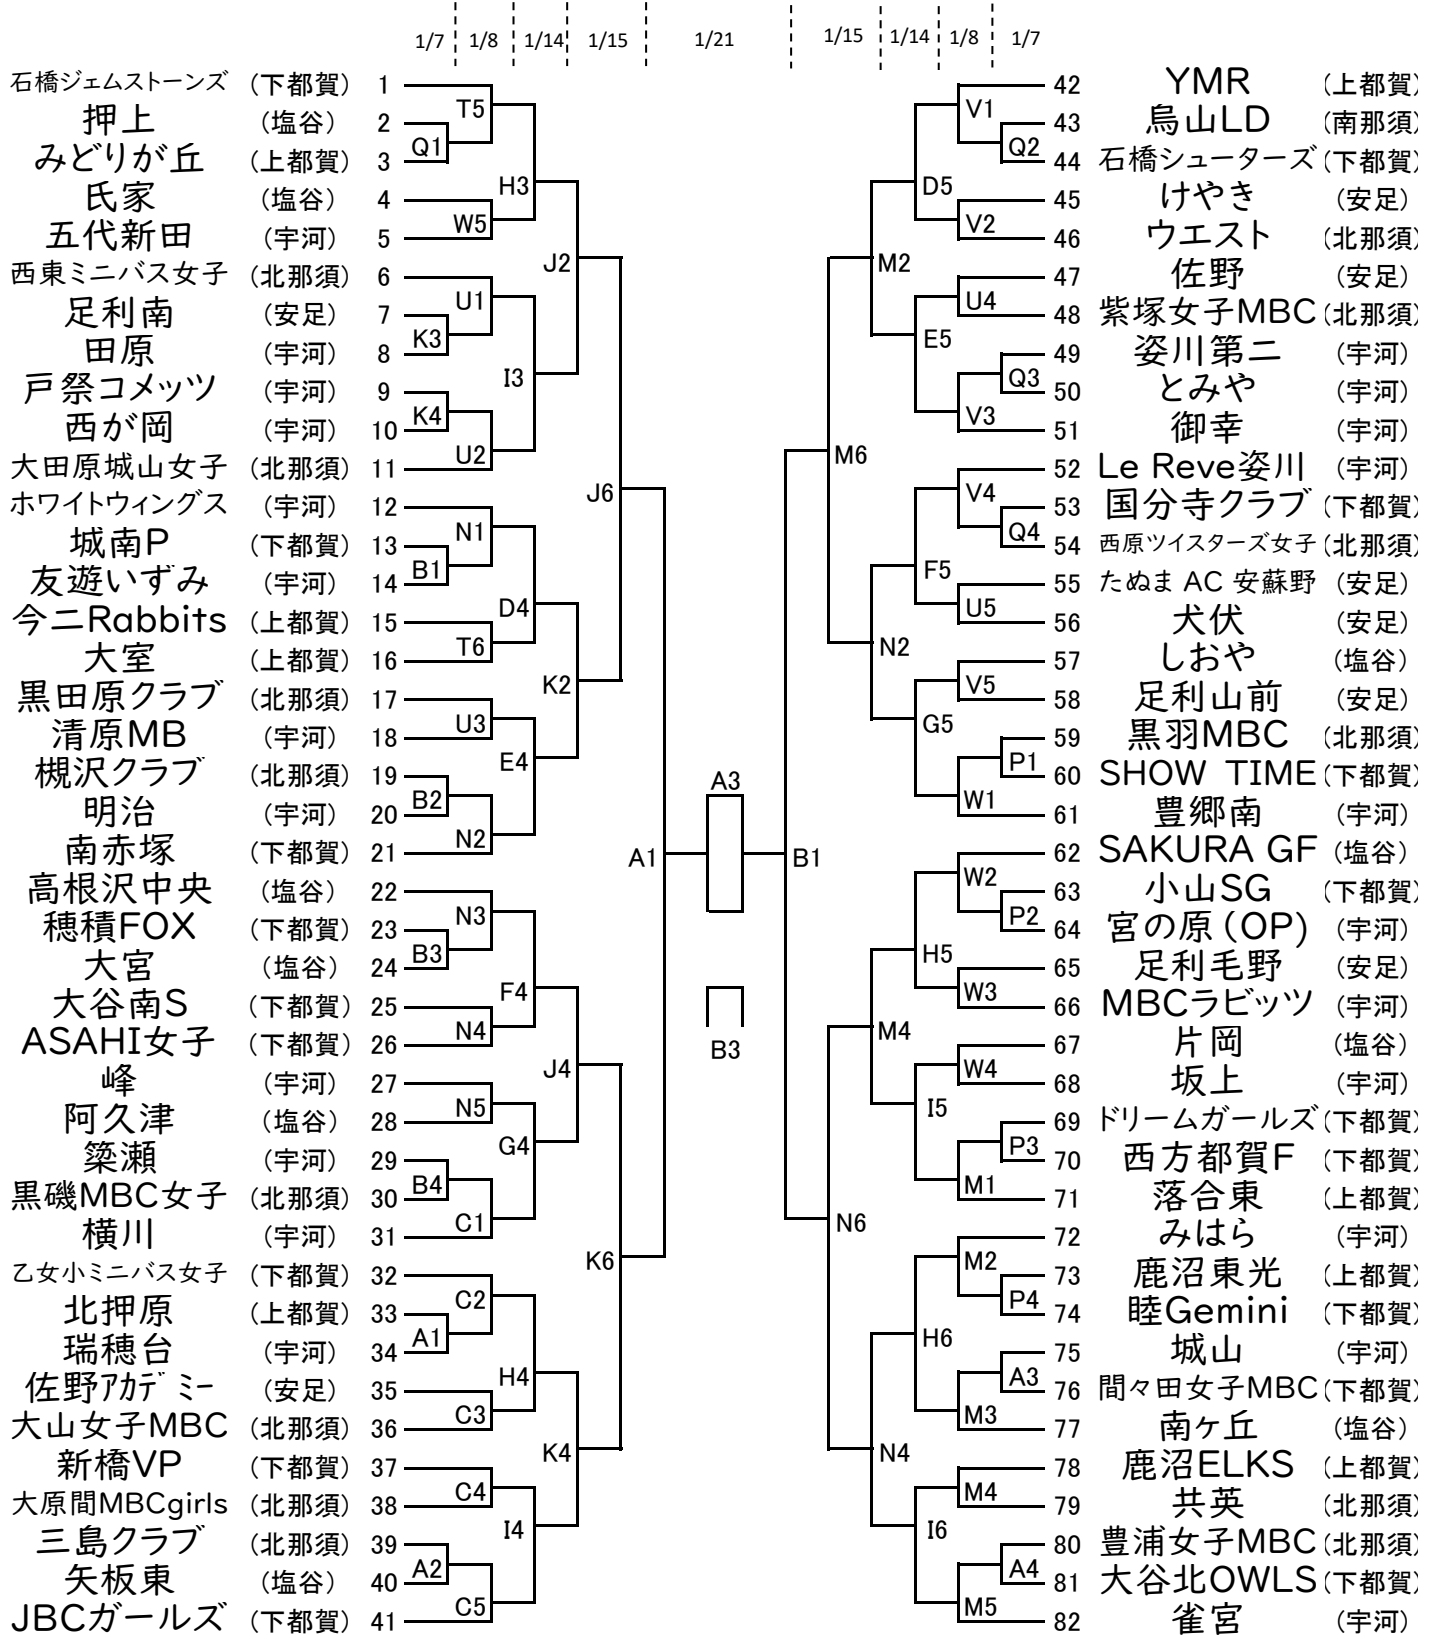 1/7 1/8 1/14 1/15 1/21 1/15 1/14 1/8 1/7
石橋ジェムストーンズ (下都賀) 1
押上 (塩谷) 2
みどりが丘 (上都賀) 3
氏家 (塩谷) 4
五代新田 (宇河) 5
西東ミニバス女子 (北那須) 6
足利南 (安足) 7
田原 (宇河) 8
戸祭コメッツ (宇河) 9
西が岡 (宇河) 10
大田原城山女子 (北那須) 11
ホワイトウィングス (宇河) 12
城南P (下都賀) 13
友遊いずみ (宇河) 14
今二Rabbits (上都賀) 15
大室 (上都賀) 16
黒田原クラブ (北那須) 17
清原MB (宇河) 18
槻沢クラブ (北那須) 19
明治 (宇河) 20
南赤塚 (下都賀) 21
高根沢中央 (塩谷) 22
穂積FOX (下都賀) 23
大宮 (塩谷) 24
大谷南S (下都賀) 25
ASAHI女子 (下都賀) 26
峰 (宇河) 27
阿久津 (塩谷) 28
簗瀬 (宇河) 29
黒磯MBC女子 (北那須) 30
横川 (宇河) 31
乙女小ミニバス女子 (下都賀) 32
北押原 (上都賀) 33
瑞穂台 (宇河) 34
佐野ｱｶﾃﾞﾐｰ (安足) 35
大山女子MBC (北那須) 36
新橋VP (下都賀) 37
大原間MBCgirls (北那須) 38
三島クラブ (北那須) 39
矢板東 (塩谷) 40
JBCガールズ (下都賀) 41
T5
Q1
H3
W5
J2
U1
K3
I3
K4
U2
J6
N1
B1
D4
T6
K2
U3
E4
B2
N2
A1
N3
B3
F4
N4
J4
N5
G4
B4
C1
K6
C2
A1
H4
C3
K4
C4
I4
A2
C5
A3
B3
B1
V1
Q2
D5
V2
M2
U4
E5
Q3
V3
M6
V4
Q4
F5
U5
N2
V5
G5
P1
W1
W2
P2
H5
W3
M4
W4
I5
P3
M1
N6
M2
P4
H6
A3
M3
N4
M4
I6
A4
M5
42 YMR (上都賀)
43 烏山LD (南那須)
44 石橋シューターズ (下都賀)
45 けやき (安足)
46 ウエスト (北那須)
47 佐野 (安足)
48 紫塚女子MBC (北那須)
49 姿川第二 (宇河)
50 とみや (宇河)
51 御幸 (宇河)
52 Le Reve姿川 (宇河)
53 国分寺クラブ (下都賀)
54 西原ツイスターズ女子 (北那須)
55 たぬま AC 安蘇野 (安足)
56 犬伏 (安足)
57 しおや (塩谷)
58 足利山前 (安足)
59 黒羽MBC (北那須)
60 SHOW TIME (下都賀)
61 豊郷南 (宇河)
62 SAKURA GF (塩谷)
63 小山SG (下都賀)
64 宮の原(OP) (宇河)
65 足利毛野 (安足)
66 MBCラビッツ (宇河)
67 片岡 (塩谷)
68 坂上 (宇河)
69 ドリームガールズ (下都賀)
70 西方都賀F (下都賀)
71 落合東 (上都賀)
72 みはら (宇河)
73 鹿沼東光 (上都賀)
74 睦Gemini (下都賀)
75 城山 (宇河)
76 間々田女子MBC (下都賀)
77 南ヶ丘 (塩谷)
78 鹿沼ELKS (上都賀)
79 共英 (北那須)
80 豊浦女子MBC (北那須)
81 大谷北OWLS (下都賀)
82 雀宮 (宇河)